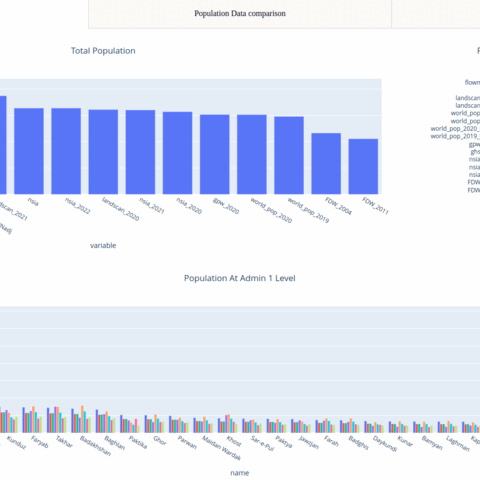 Population Data comparison
Total Population
landscan_2021
nsia
nsia_2022
landscan_2020
nsia_2021
nsia_2020
gpw_2020
world_pop_2020
world_pop_2019
FDW_2004
FDW_2011
variable
flowm
landscan
landscan
world_pop
world_pop
world_pop_2020_
world_pop_2019_
gpw
ghs
nsia
nsia
nsia
FDW
FDW
Population At Admin 1 Level
Kunduz
Faryab
Takhar
Badakhshan
Baghlan
Paktika
Ghor
Parwan
Maidan Wardak
Khost
Sar-e-Pul
Paktya
Jawzjan
Farah
Badghis
Daykundi
Kunar
Bamyan
Laghman
Kap
name